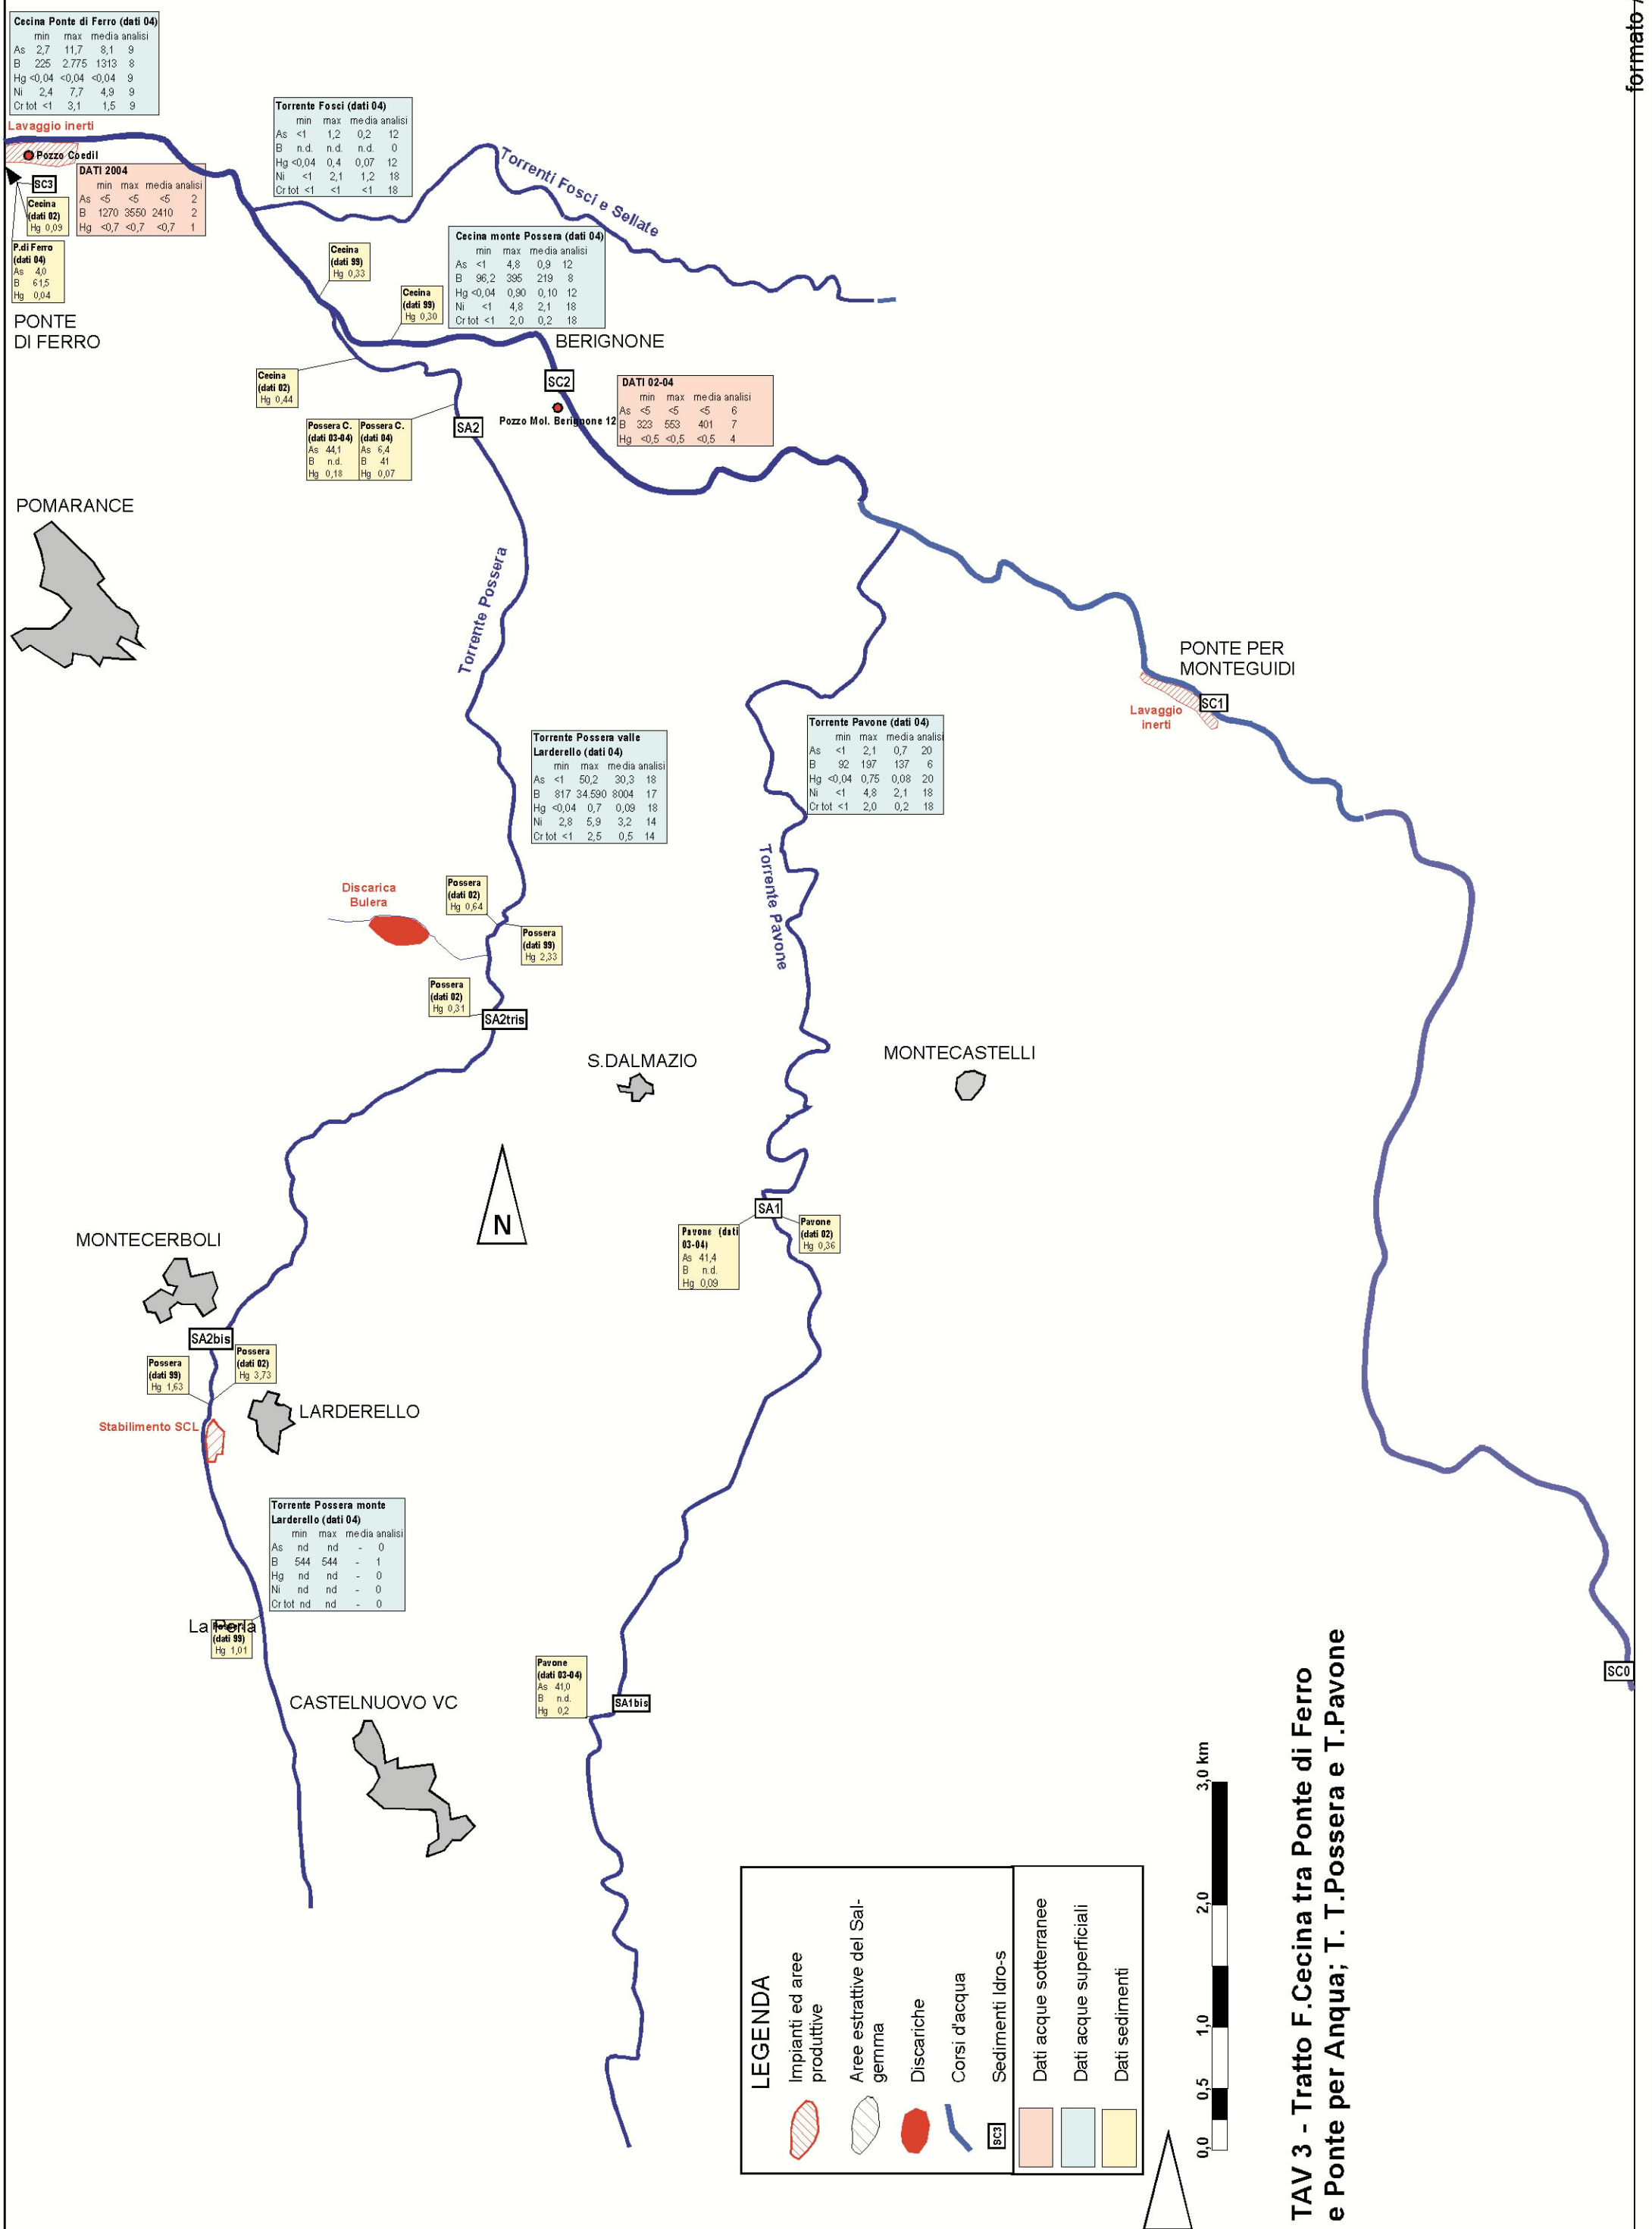 formato
Cecina Ponte di Ferro (dati 04)
min max media analisi
As 2,7 11,7 8,1 9
B 225 2.775 1313 8
Hg <0,04 <0,04 <0,04 9
Ni 2,4 7,7 4,9 9
Cr tot <1 3,1 1,5 9
Lavaggio inerti
Pozzo Coedil
SC3
Cecina
(dati 02)
Hg 0,09
DATI 2004
min max media analisi
As <5 <5 <5 2
B 1270 3550 2410 2
Hg <0,7 <0,7 <0,7 1
P.di Ferro
(dati 04)
As 4,0
B 61,5
Hg 0,04
PONTE
DI FERRO
Torrente Fosci (dati 04)
min max media analisi
As <1 1,2 0,2 12
B n.d. n.d. n.d. 0
Hg <0,04 0,4 0,07 12
Ni <1 2,1 1,2 18
Cr tot <1 <1 <1 18
Torrenti Fosci e Sellate
Cecina
(dati 99)
Hg 0,33
Cecina
(dati 99)
Hg 0,30
Cecina monte Possera (dati 04)
min max media analisi
As <1 4,8 0,9 12
B 96,2 395 219 8
Hg <0,04 0,90 0,10 12
Ni <1 4,8 2,1 18
Cr tot <1 2,0 0,2 18
BERIGNONE
SC2
Pozzo Mol. Berignone 12
DATI 02-04
min max media analisi
As <5 <5 <5 6
B 323 553 401 7
Hg <0,5 <0,5 <0,5 4
Cecina
(dati 02)
Hg 0,44
Possera C.
(dati 03-04)
As 44,1
B n.d.
Hg 0,18
Possera C.
(dati 04)
As 6,4
B 41
Hg 0,07
SA2
POMARANCE
Torrente Possera
PONTE PER
MONTEGUIDI
SC1
Lavaggio
inerti
Torrente Possera valle
Larderello (dati 04)
min max media analisi
As <1 50,2 30,3 18
B 817 34.590 8004 17
Hg <0,04 0,7 0,09 18
Ni 2,8 5,9 3,2 14
Cr tot <1 2,5 0,5 14
Torrente Pavone (dati 04)
min max media analisi
As <1 2,1 0,7 20
B 92 197 137 6
Hg <0,04 0,75 0,08 20
Ni <1 4,8 2,1 18
Cr tot <1 2,0 0,2 18
Torrente Pavone
Discarica
Bulera
Possera
(dati 02)
Hg 0,64
Possera
(dati 99)
Hg 2,33
Possera
(dati 02)
Hg 0,31
SA2tris
S.DALMAZIO
MONTECASTELLI
N
SA1
Pavone (dati
03-04)
As 41,4
B n.d.
Hg 0,09
Pavone
(dati 02)
Hg 0,36
MONTECERBOLI
SA2bis
Possera
(dati 99)
Hg 1,63
Possera
(dati 02)
Hg 3,73
LARDERELLO
Stabilimento SCL
Torrente Possera monte
Larderello (dati 04)
min max media analisi
As nd nd - 0
B 544 544 - 1
Hg nd nd - 0
Ni nd nd - 0
Cr tot nd nd - 0
La Perla
(dati 99)
Hg 1,01
CASTELNUOVO VC
Pavone
(dati 03-04)
As 41,0
B n.d.
Hg 0,2
SA1bis
SC0
LEGENDA
Impianti ed aree
produttive
Aree estrattive del Sal-
gemma
Discariche
Corsi d'acqua
SC3 Sedimenti Idro-s
Dati acque sotterranee
Dati acque superficiali
Dati sedimenti
0,0 0,5 1,0 2,0 3,0 km
TAV 3 - Tratto F.Cecina tra Ponte di Ferro
e Ponte per Anqua; T. T.Possera e T.Pavone